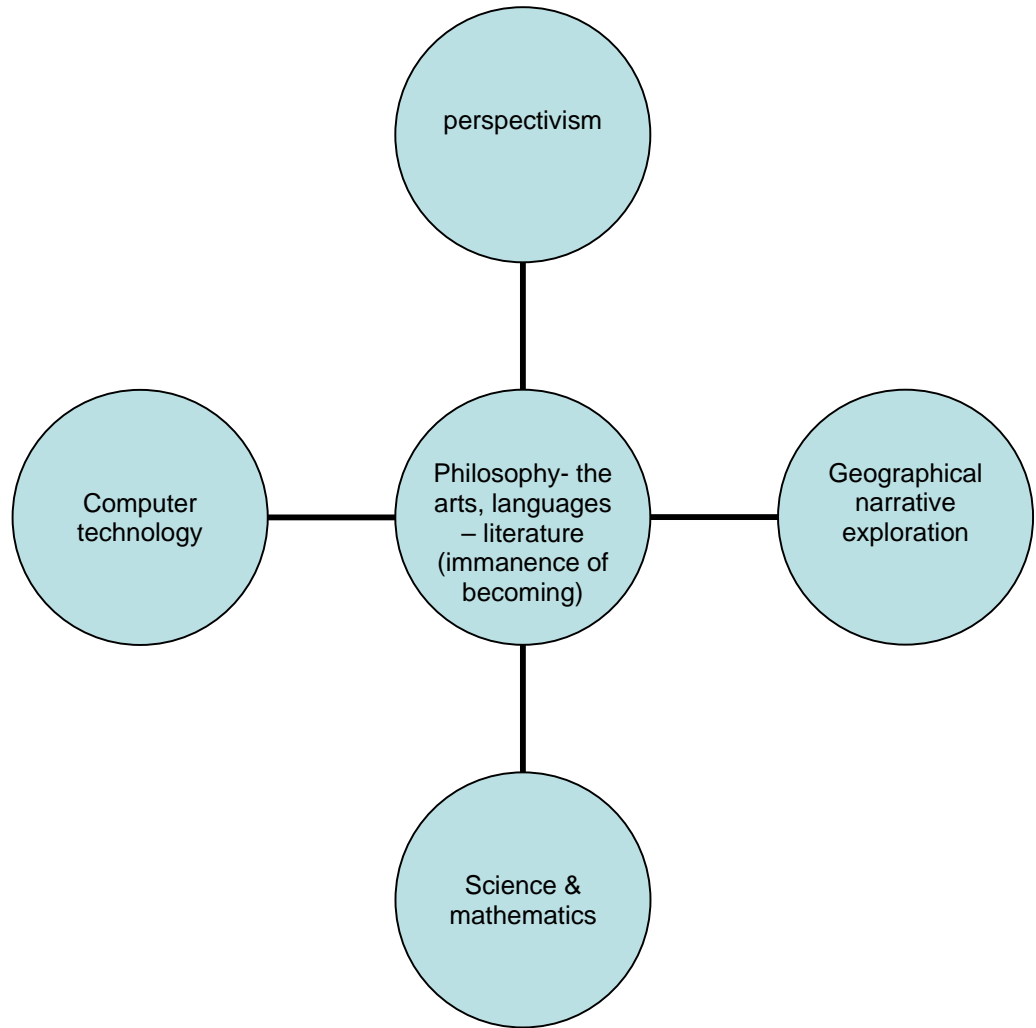 perspectivism
Computer
technology
Philosophy- the
arts, languages
– literature
(immanence of
becoming)
Geographical
narrative
exploration
Science &
mathematics